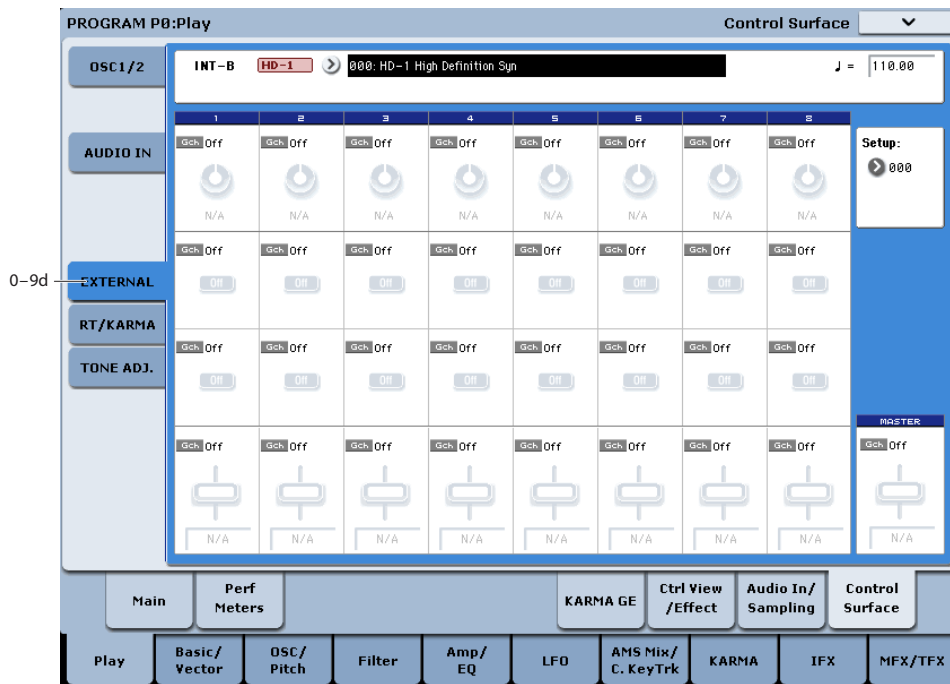 PROGRAM P0:Play Control Surface
OSC1/2
INT-B HD-1 000: HD-1 High Definition Syn ♩ = 110.00
1 2 3 4 5 6 7 8
AUDIO IN
Gch Off Gch Off Gch Off Gch Off Gch Off Gch Off Gch Off Gch Off
Setup:
000
N/A N/A N/A N/A N/A N/A N/A N/A
Gch Off Gch Off Gch Off Gch Off Gch Off Gch Off Gch Off Gch Off
0–9d
EXTERNAL
Off Off Off Off Off Off Off Off
RT/KARMA
Gch Off Gch Off Gch Off Gch Off Gch Off Gch Off Gch Off Gch Off
TONE ADJ.
Off Off Off Off Off Off Off Off
MASTER
Gch Off Gch Off Gch Off Gch Off Gch Off Gch Off Gch Off Gch Off Gch Off
N/A N/A N/A N/A N/A N/A N/A N/A N/A
Main
Perf
Meters
KARMA GE
Ctrl View
/Effect
Audio In/
Sampling
Control
Surface
Play
Basic/
Vector
OSC/
Pitch
Filter
Amp/
EQ
LFO
AMS Mix/
C. KeyTrk
KARMA
IFX
MFX/TFX